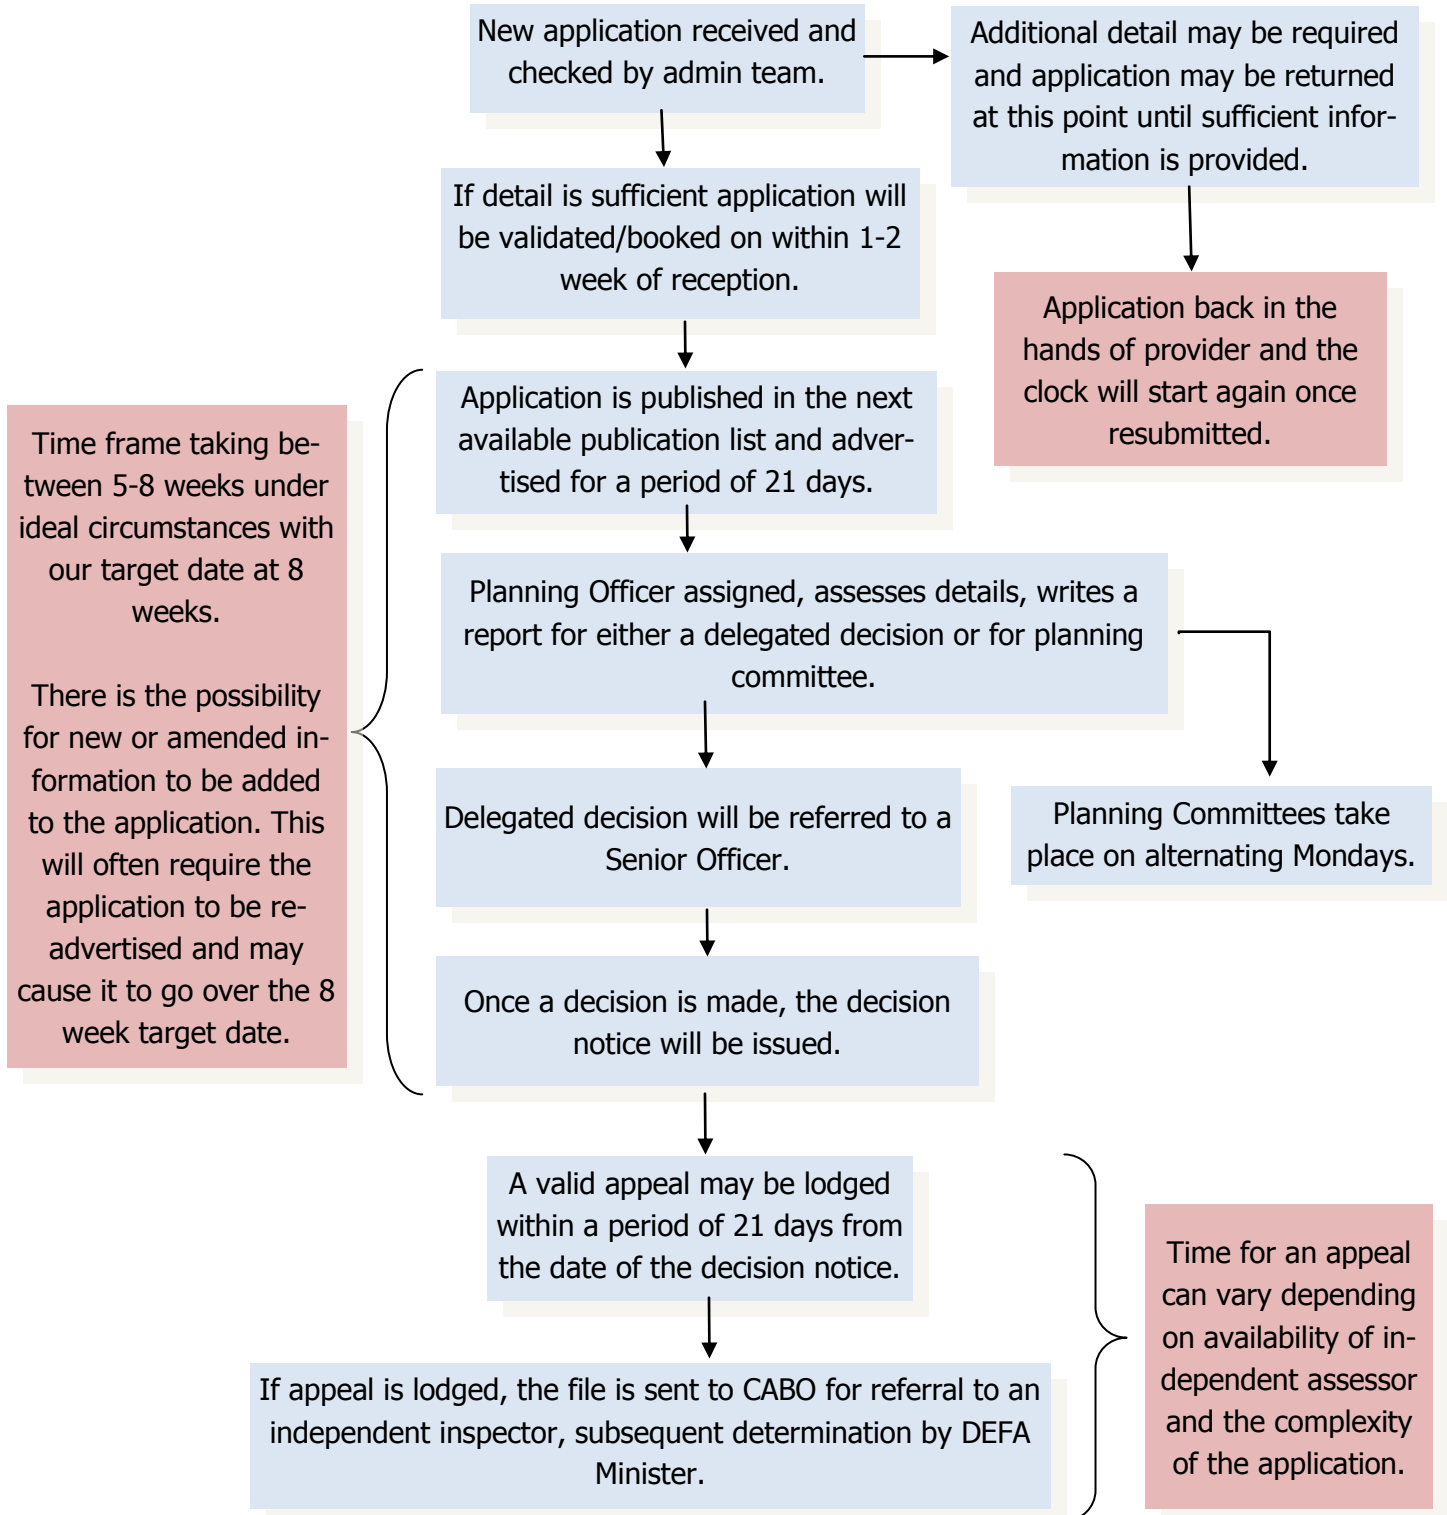 New application received and
checked by admin team.
Additional detail may be required
and application may be returned
at this point until sufficient infor-
mation is provided.
If detail is sufficient application will
be validated/booked on within 1-2
week of reception.
Application back in the
hands of provider and the
clock will start again once
resubmitted.
Application is published in the next
available publication list and adver-
tised for a period of 21 days.
Time frame taking be-
tween 5-8 weeks under
ideal circumstances with
our target date at 8
weeks.
There is the possibility
for new or amended in-
formation to be added
to the application. This
will often require the
application to be re-
advertised and may
cause it to go over the 8
week target date.
Planning Officer assigned, assesses details, writes a
report for either a delegated decision or for planning
committee.
Delegated decision will be referred to a
Senior Officer.
Planning Committees take
place on alternating Mondays.
Once a decision is made, the decision
notice will be issued.
A valid appeal may be lodged
within a period of 21 days from
the date of the decision notice.
If appeal is lodged, the file is sent to CABO for referral to an
independent inspector, subsequent determination by DEFA
Minister.
Time for an appeal
can vary depending
on availability of in-
dependent assessor
and the complexity
of the application.